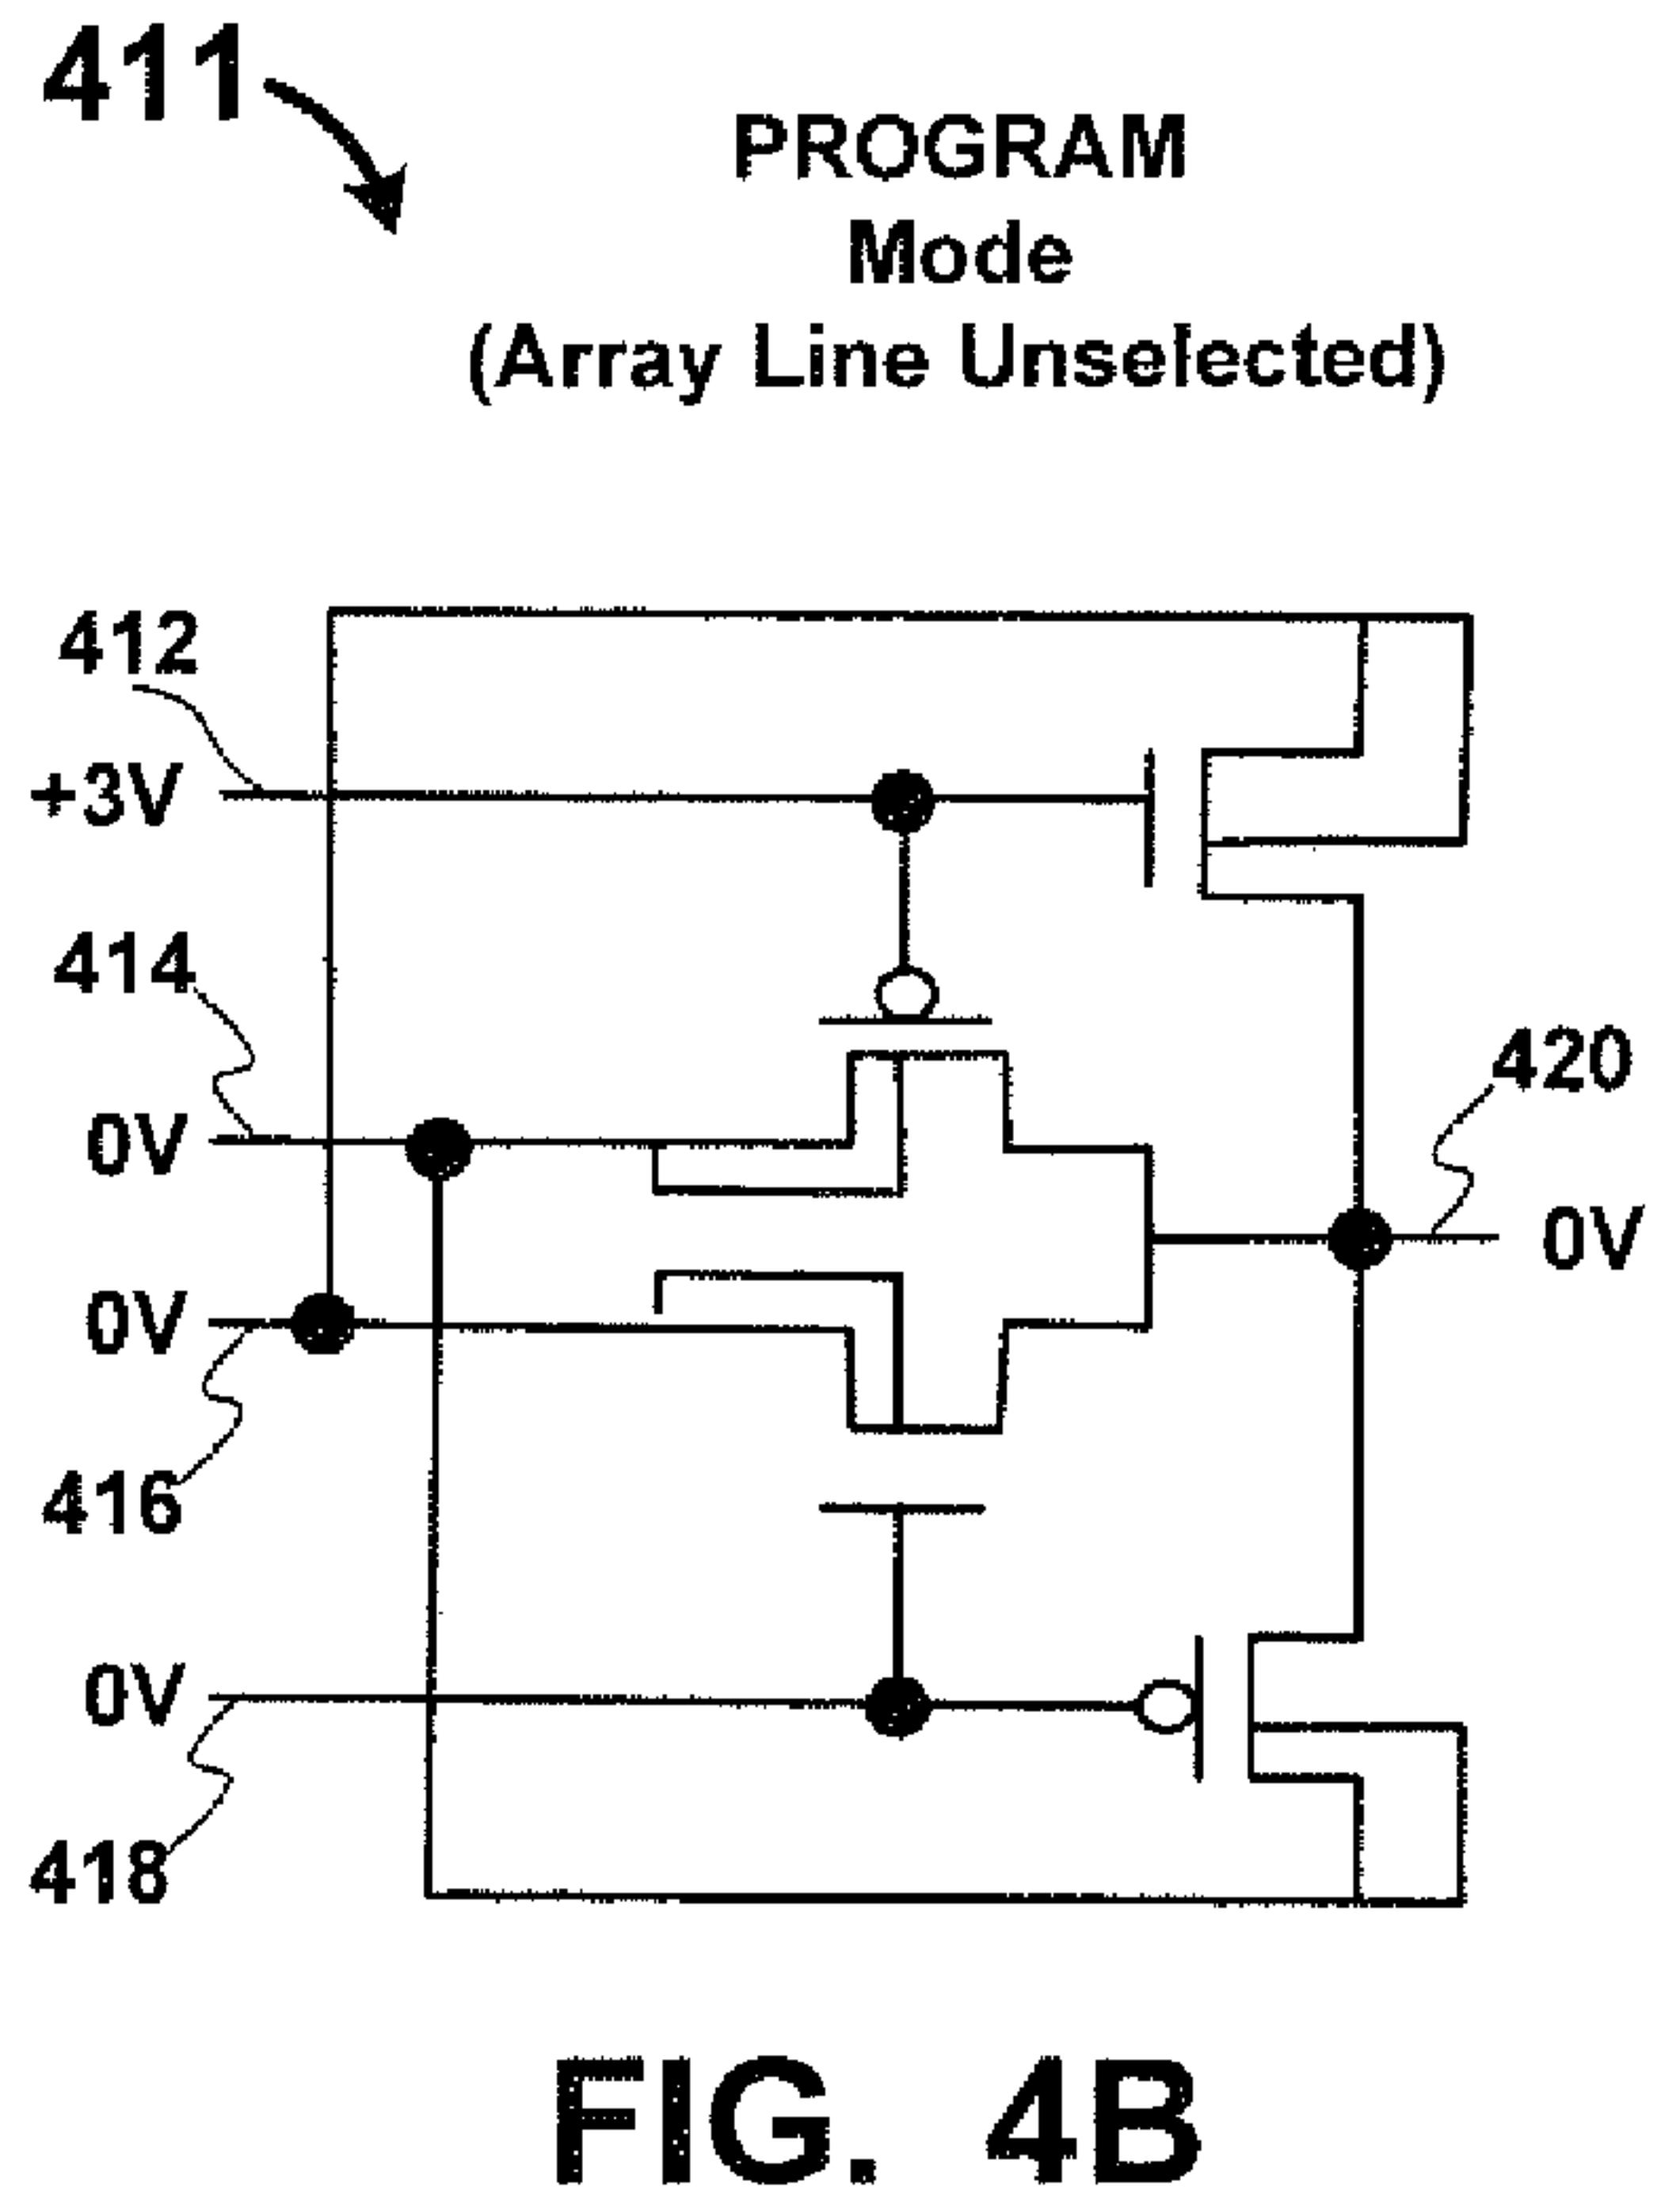 411
PROGRAM
Mode
(Array Line Unselected)
412
+3V
414
0V
420
0V
0V
416
0V
418
FIG. 4B